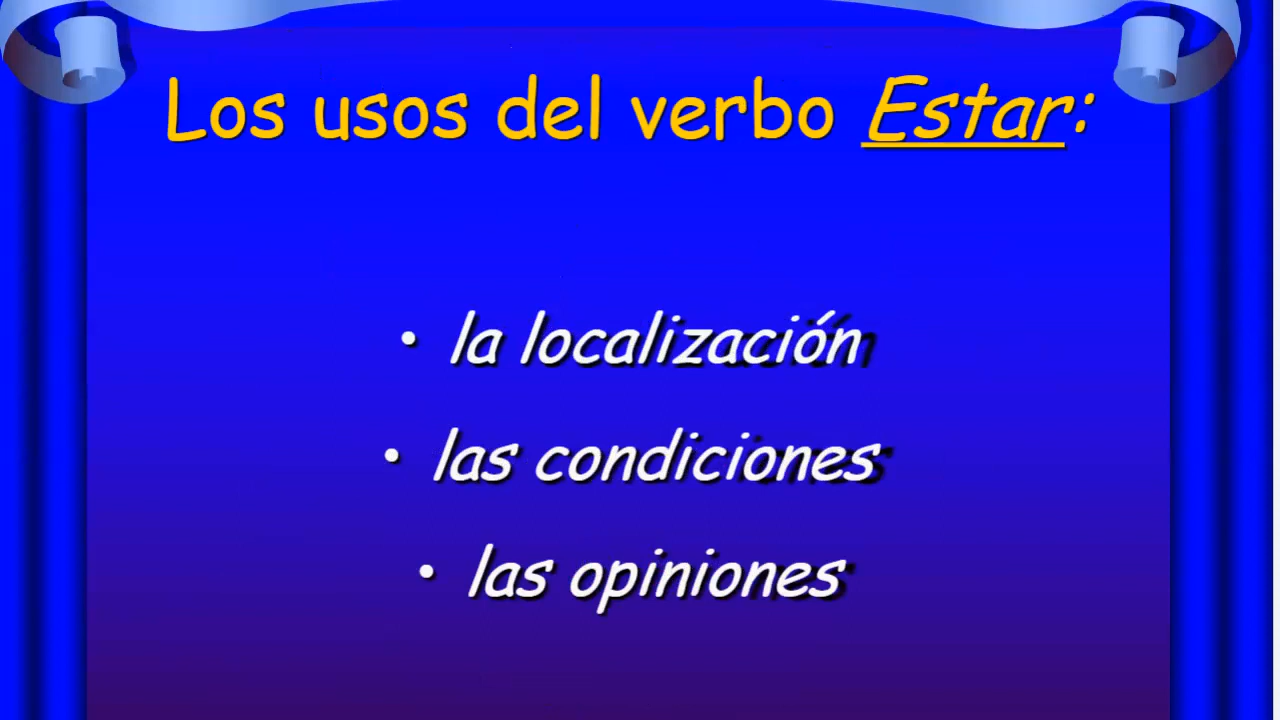 Los usos del verbo Estar:
• la localización
• las condiciones
• las opiniones